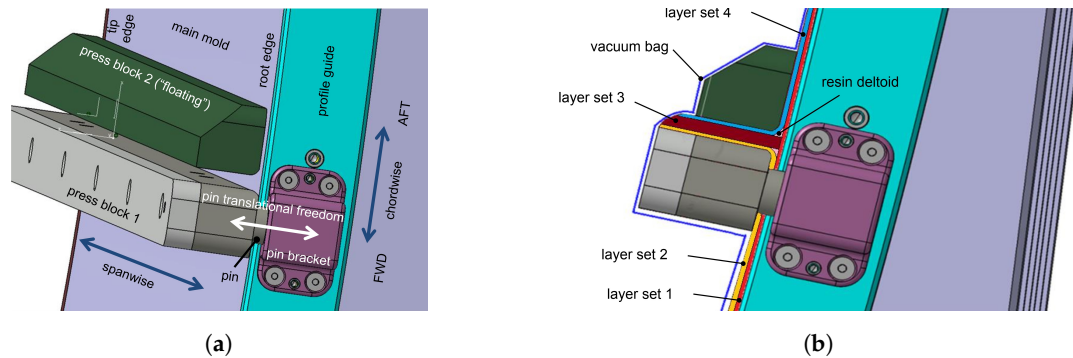 tip
edge
main mold
press block 2 ("floating")
root edge
profile guide
AFT
chordwise
FWD
press block 1
pin translational freedom
pin bracket
pin
spanwise
(a)
layer set 4
vacuum bag
resin deltoid
layer set 3
layer set 2
layer set 1
(b)